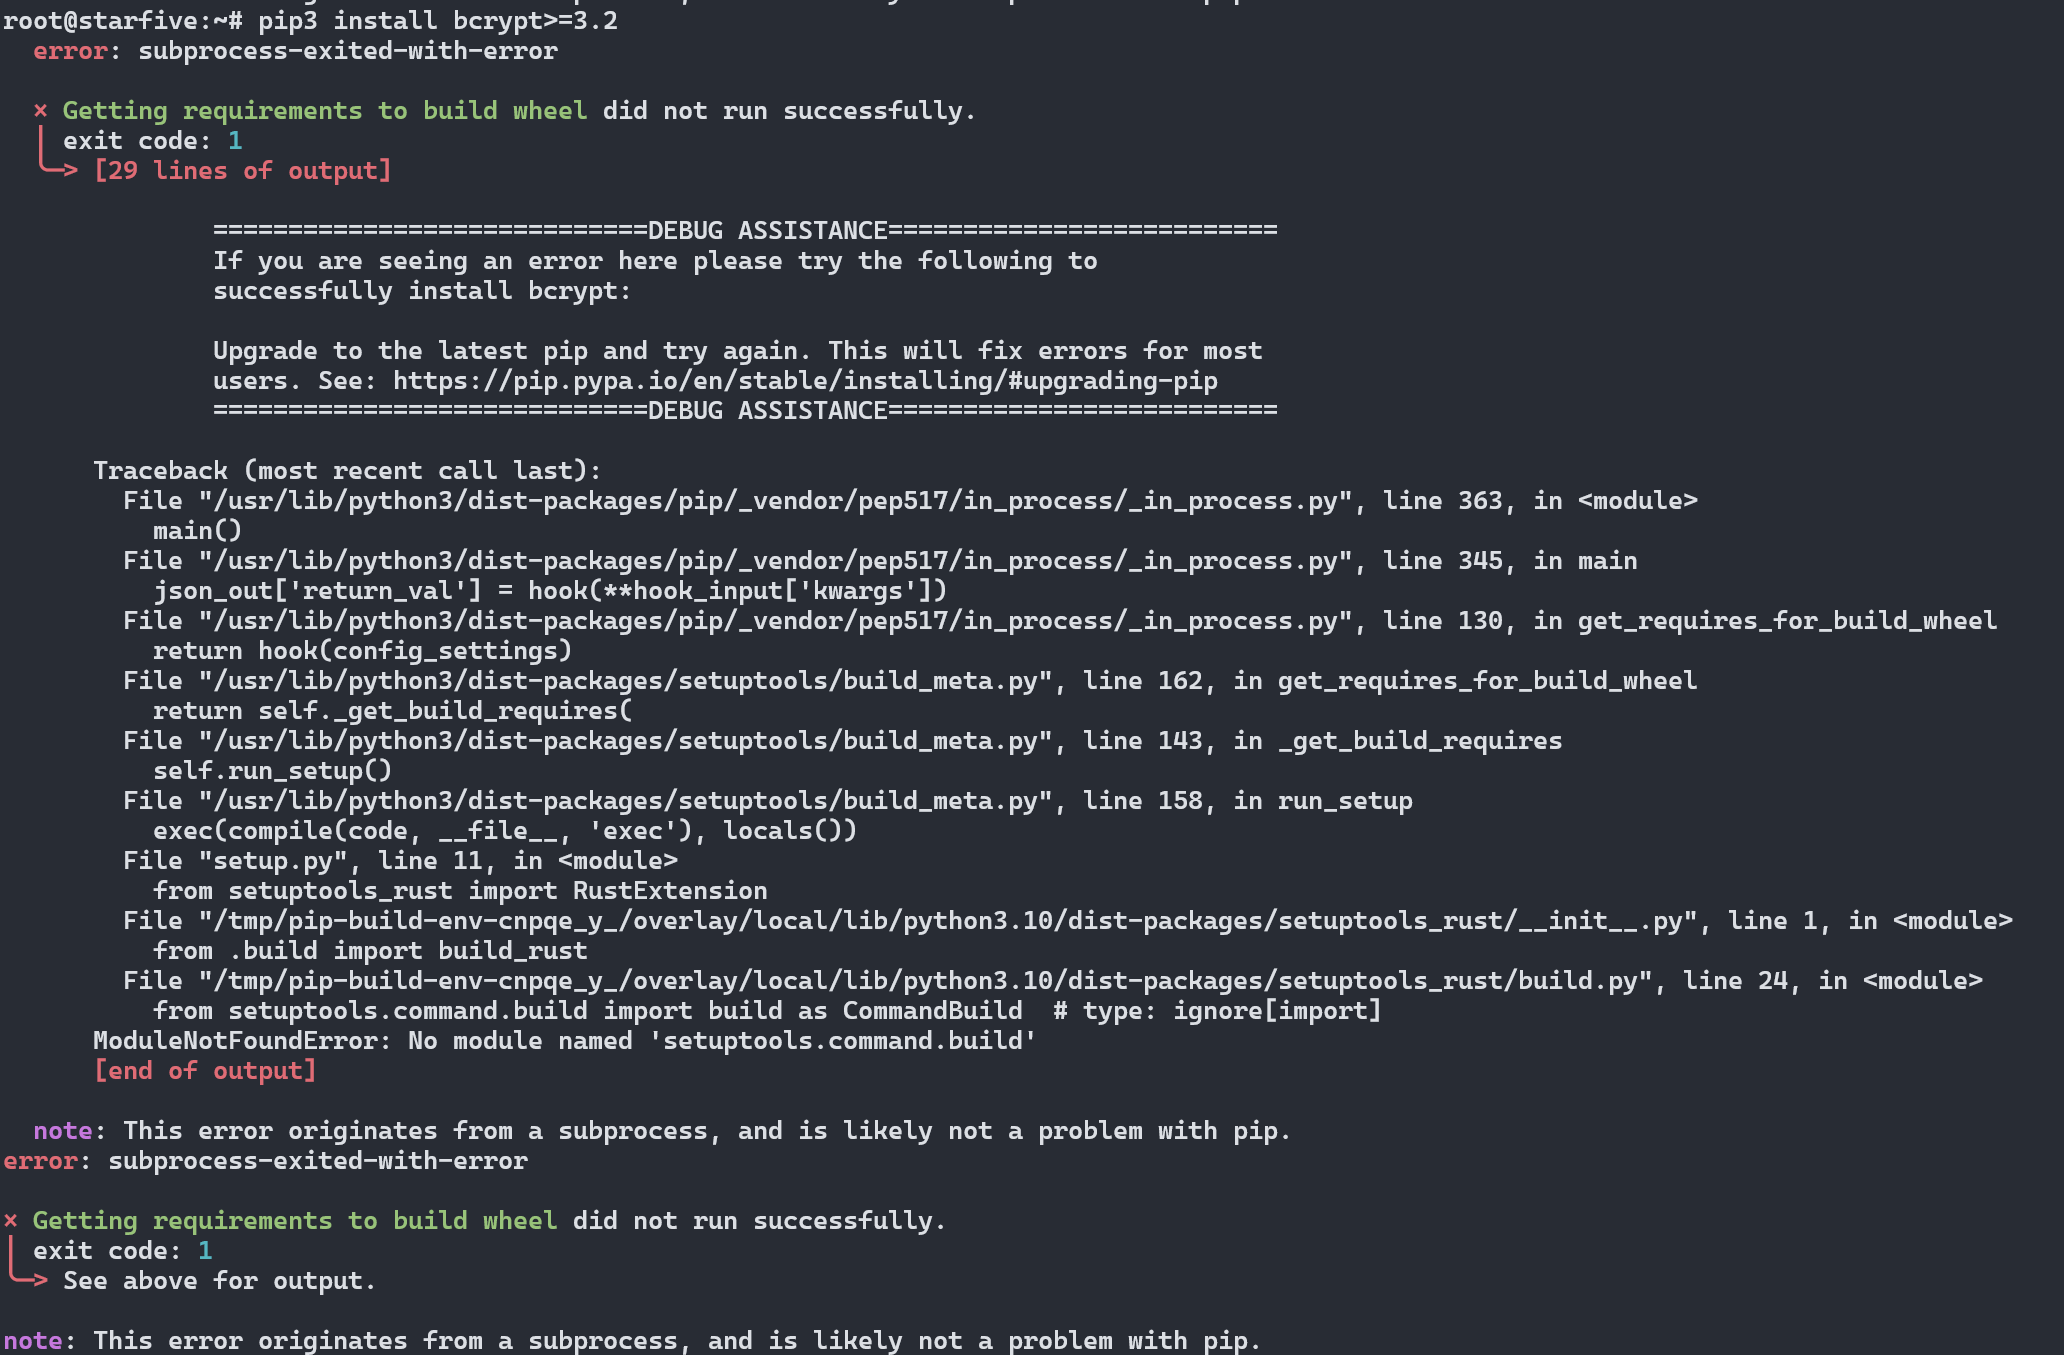 root@starfive:~# pip3 install bcrypt>=3.2
error: subprocess-exited-with-error
× Getting requirements to build wheel did not run successfully.
│ exit code: 1
╰─> [29 lines of output]
=============================DEBUG ASSISTANCE==========================
If you are seeing an error here please try the following to
successfully install bcrypt:
Upgrade to the latest pip and try again. This will fix errors for most
users. See: https://pip.pypa.io/en/stable/installing/#upgrading-pip
=============================DEBUG ASSISTANCE==========================
Traceback (most recent call last):
File "/usr/lib/python3/dist-packages/pip/_vendor/pep517/in_process/_in_process.py", line 363, in <module>
main()
File "/usr/lib/python3/dist-packages/pip/_vendor/pep517/in_process/_in_process.py", line 345, in main
json_out['return_val'] = hook(**hook_input['kwargs'])
File "/usr/lib/python3/dist-packages/pip/_vendor/pep517/in_process/_in_process.py", line 130, in get_requires_for_build_wheel
return hook(config_settings)
File "/usr/lib/python3/dist-packages/setuptools/build_meta.py", line 162, in get_requires_for_build_wheel
return self._get_build_requires(
File "/usr/lib/python3/dist-packages/setuptools/build_meta.py", line 143, in _get_build_requires
self.run_setup()
File "/usr/lib/python3/dist-packages/setuptools/build_meta.py", line 158, in run_setup
exec(compile(code, __file__, 'exec'), locals())
File "setup.py", line 11, in <module>
from setuptools_rust import RustExtension
File "/tmp/pip-build-env-cnpqe_y_/overlay/local/lib/python3.10/dist-packages/setuptools_rust/__init__.py", line 1, in <module>
from .build import build_rust
File "/tmp/pip-build-env-cnpqe_y_/overlay/local/lib/python3.10/dist-packages/setuptools_rust/build.py", line 24, in <module>
from setuptools.command.build import build as CommandBuild  # type: ignore[import]
ModuleNotFoundError: No module named 'setuptools.command.build'
[end of output]
note: This error originates from a subprocess, and is likely not a problem with pip.
error: subprocess-exited-with-error
× Getting requirements to build wheel did not run successfully.
│ exit code: 1
╰─> See above for output.
note: This error originates from a subprocess, and is likely not a problem with pip.